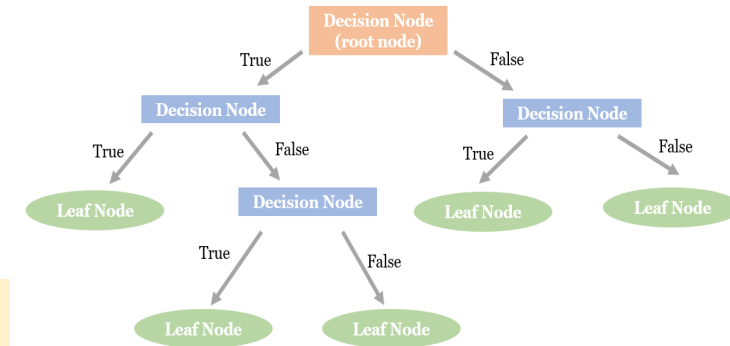 Decision Node
(root node)
True
False
Decision Node
Decision Node
True
False
True
False
Leaf Node
Decision Node
Leaf Node
Leaf Node
True
False
Leaf Node
Leaf Node